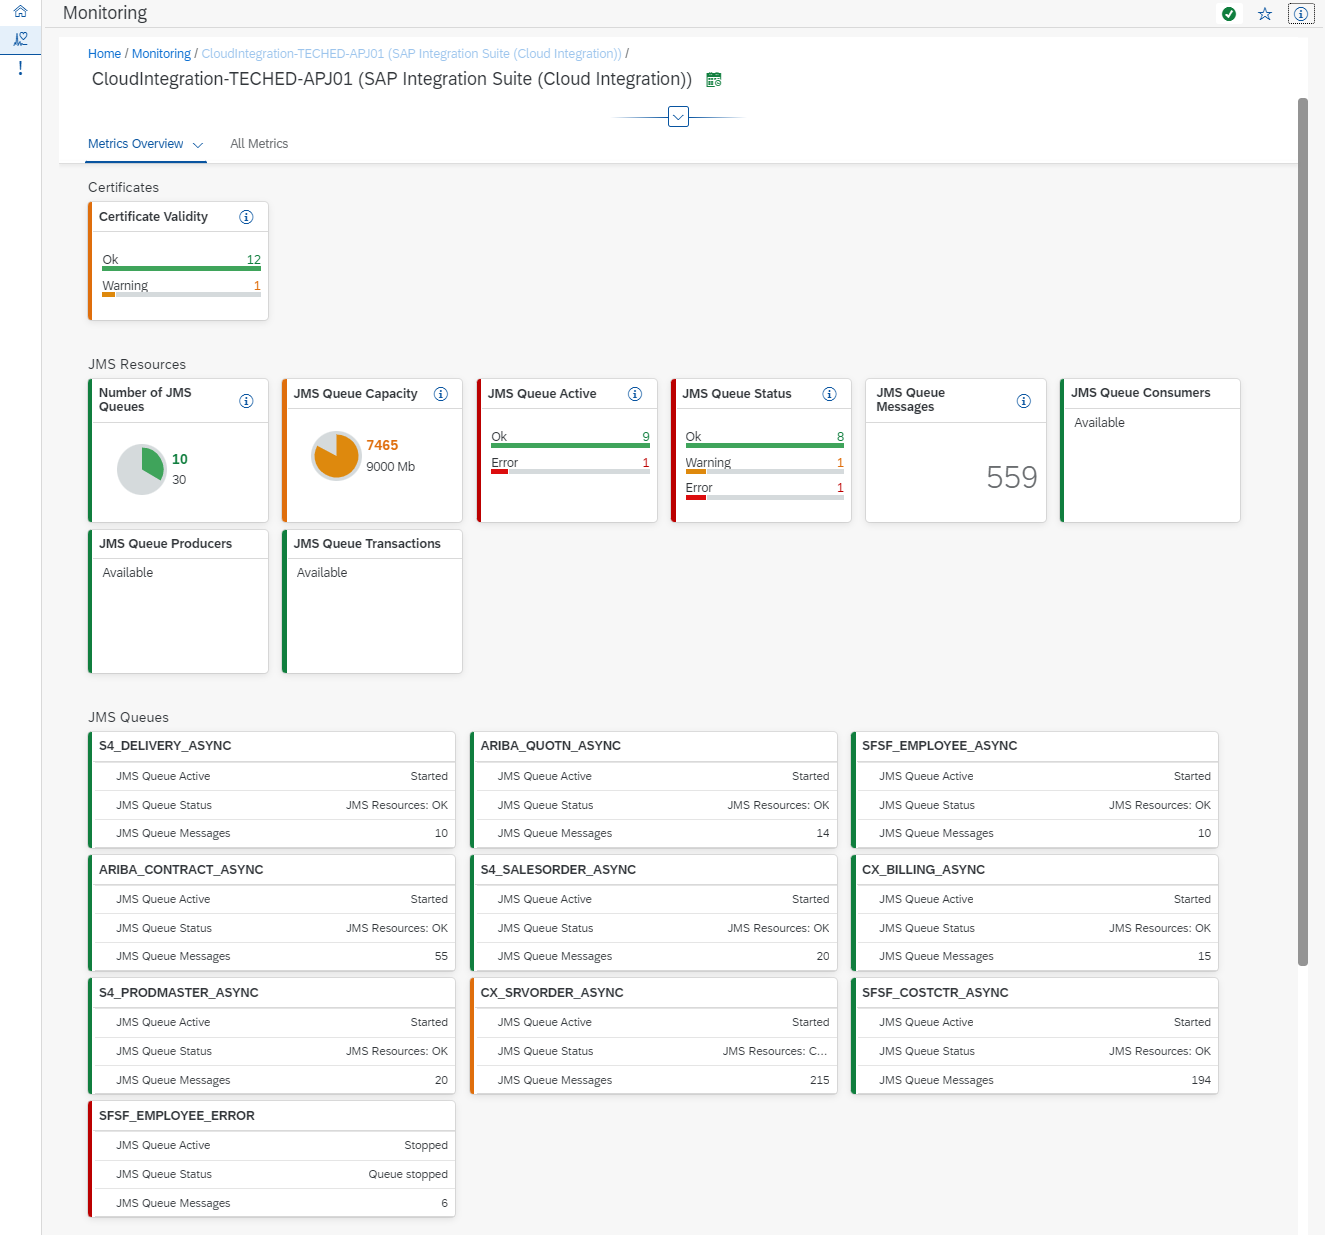 Monitoring
Home / Monitoring / CloudIntegration-TECHED-APJ01 (SAP Integration Suite (Cloud Integration)) /
CloudIntegration-TECHED-APJ01 (SAP Integration Suite (Cloud Integration))
Metrics Overview All Metrics
Certificates
Certificate Validity
Ok 12
Warning 1
JMS Resources
Number of JMS
Queues
10
30
JMS Queue Capacity
7465
9000 Mb
JMS Queue Active
Ok 9
Error 1
JMS Queue Status
Ok 8
Warning 1
Error 1
JMS Queue
Messages
559
JMS Queue Consumers
Available
JMS Queue Producers
Available
JMS Queue Transactions
Available
JMS Queues
S4_DELIVERY_ASYNC
JMS Queue Active Started
JMS Queue Status JMS Resources: OK
JMS Queue Messages 10
ARIBA_QUOTN_ASYNC
JMS Queue Active Started
JMS Queue Status JMS Resources: OK
JMS Queue Messages 14
SFSF_EMPLOYEE_ASYNC
JMS Queue Active Started
JMS Queue Status JMS Resources: OK
JMS Queue Messages 10
ARIBA_CONTRACT_ASYNC
JMS Queue Active Started
JMS Queue Status JMS Resources: OK
JMS Queue Messages 55
S4_SALESORDER_ASYNC
JMS Queue Active Started
JMS Queue Status JMS Resources: OK
JMS Queue Messages 20
CX_BILLING_ASYNC
JMS Queue Active Started
JMS Queue Status JMS Resources: OK
JMS Queue Messages 15
S4_PRODMASTER_ASYNC
JMS Queue Active Started
JMS Queue Status JMS Resources: OK
JMS Queue Messages 20
CX_SRVORDER_ASYNC
JMS Queue Active Started
JMS Queue Status JMS Resources: C...
JMS Queue Messages 215
SFSF_COSTCTR_ASYNC
JMS Queue Active Started
JMS Queue Status JMS Resources: OK
JMS Queue Messages 194
SFSF_EMPLOYEE_ERROR
JMS Queue Active Stopped
JMS Queue Status Queue stopped
JMS Queue Messages 6